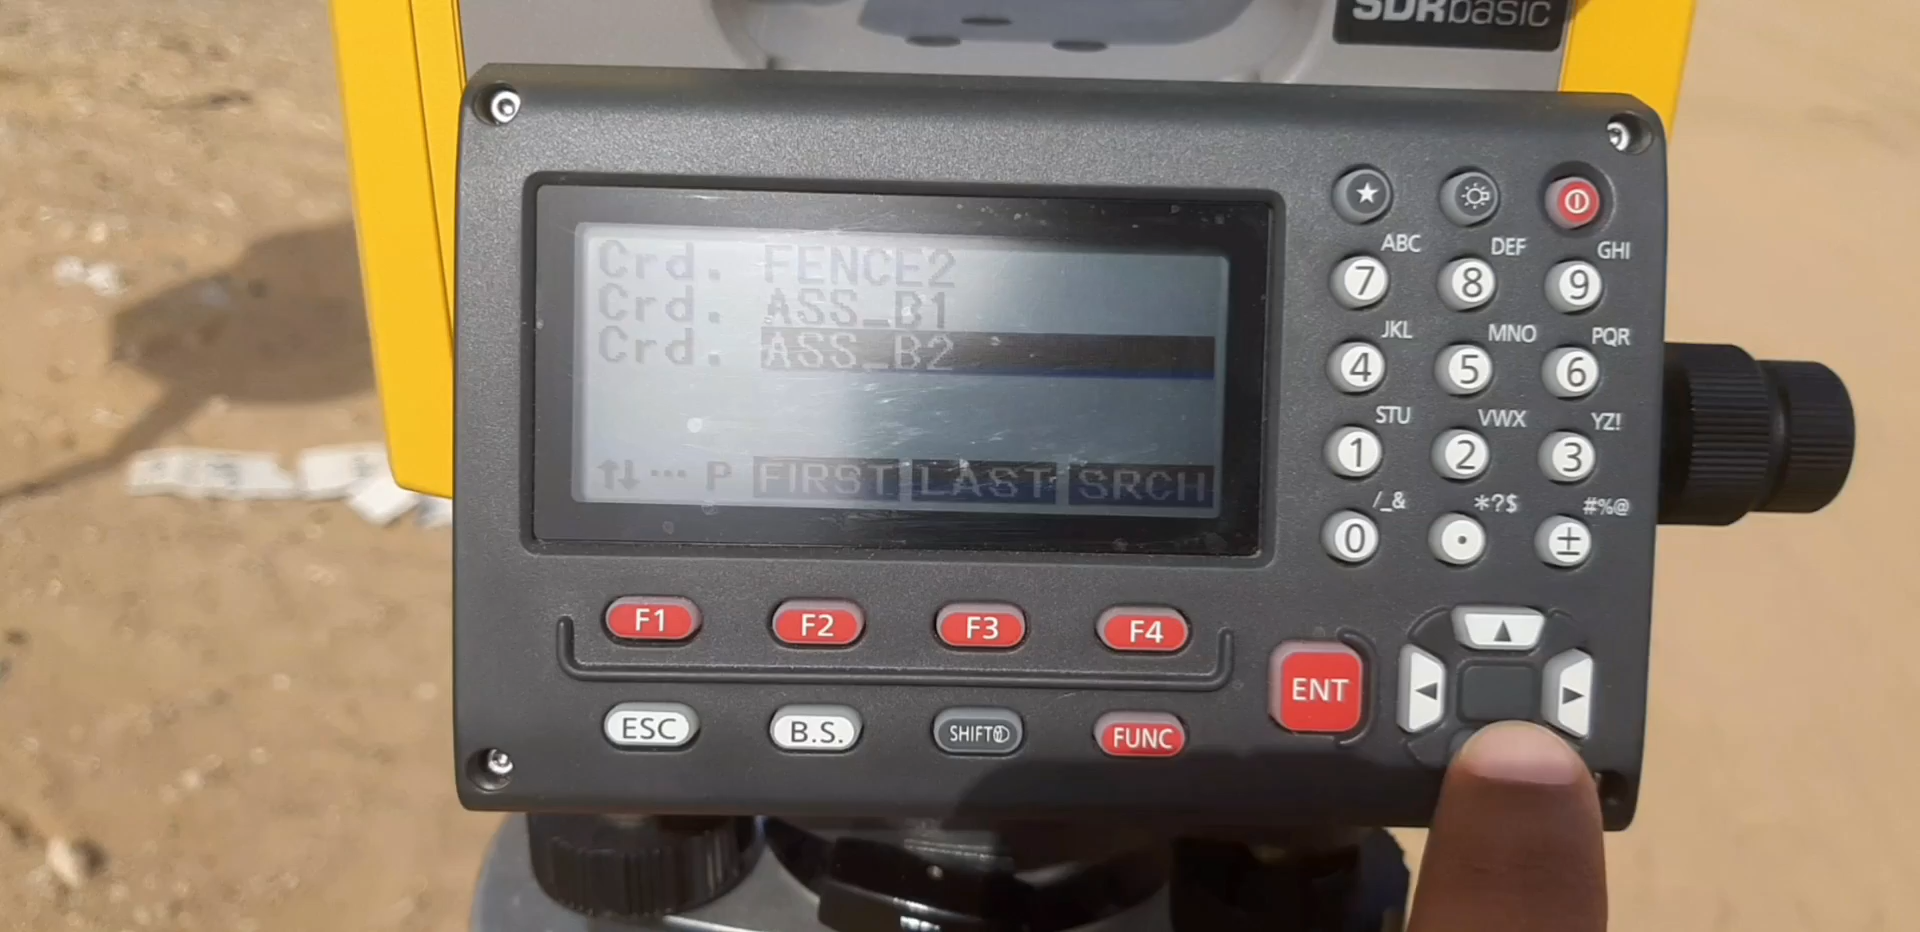 SDRbasic
Crd. FENCE2
Crd. ASS_B1
Crd. ASS_B2
↑↓··· P FIRST LAST SRCH
ABC DEF GHI
7 8 9
JKL MNO PQR
4 5 6
STU VWX YZ!
1 2 3
/_& *?$ #%@
0 • ±
F1 F2 F3 F4
ENT
ESC B.S. SHIFT FUNC